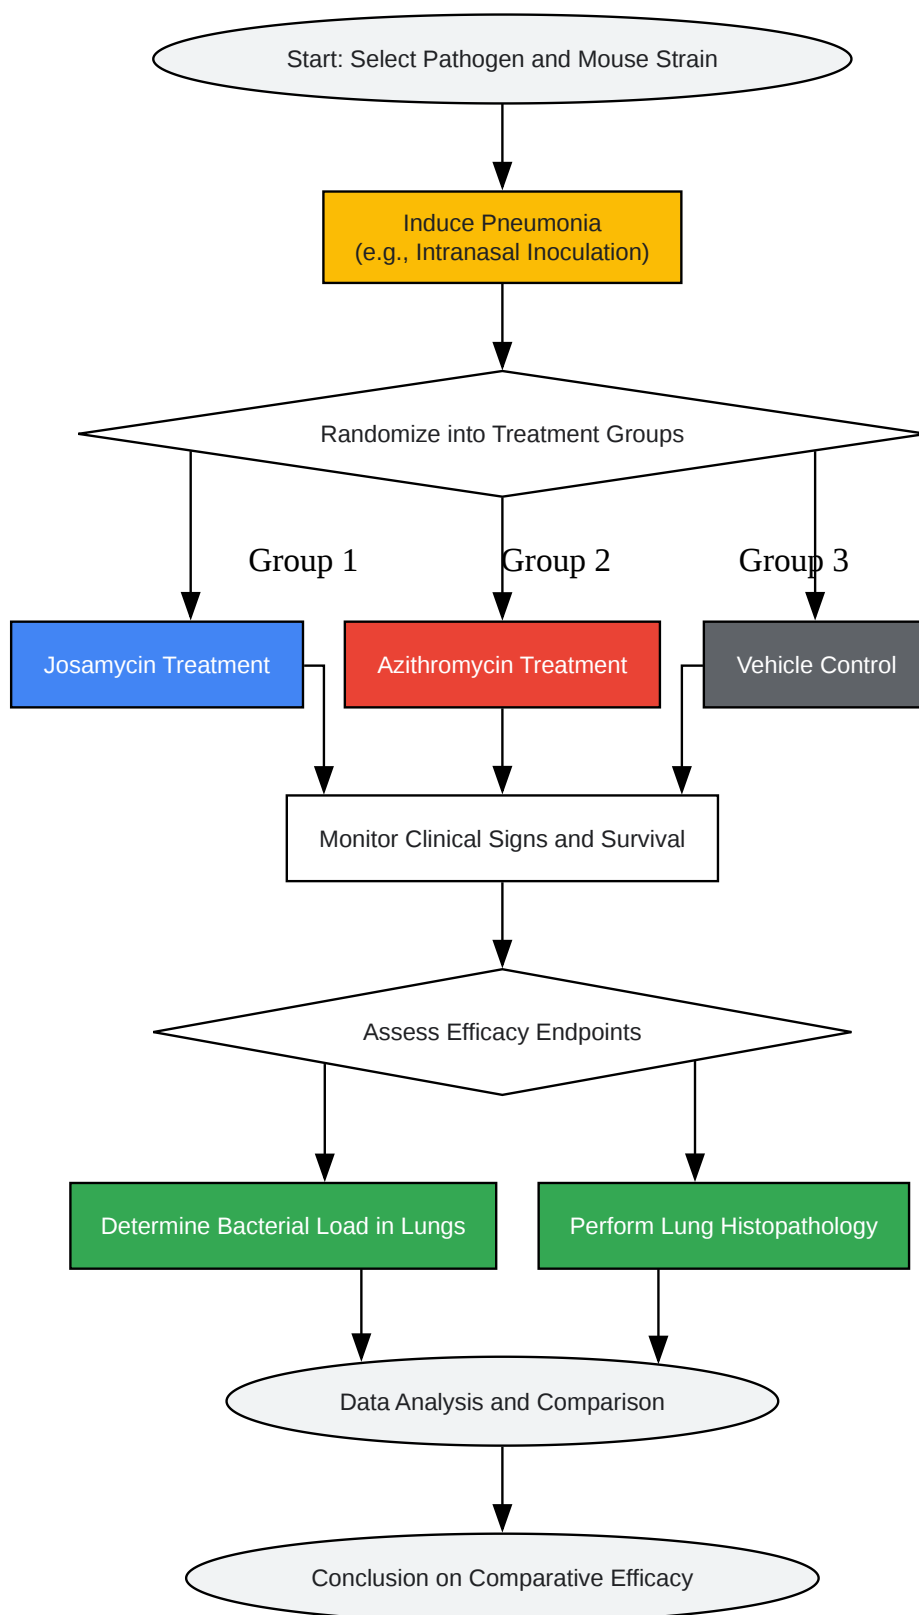 Start: Select Pathogen and Mouse Strain
Induce Pneumonia
(e.g., Intranasal Inoculation)
Randomize into Treatment Groups
Group 1
Group 2
Group 3
Josamycin Treatment
Azithromycin Treatment
Vehicle Control
Monitor Clinical Signs and Survival
Assess Efficacy Endpoints
Determine Bacterial Load in Lungs
Perform Lung Histopathology
Data Analysis and Comparison
Conclusion on Comparative Efficacy